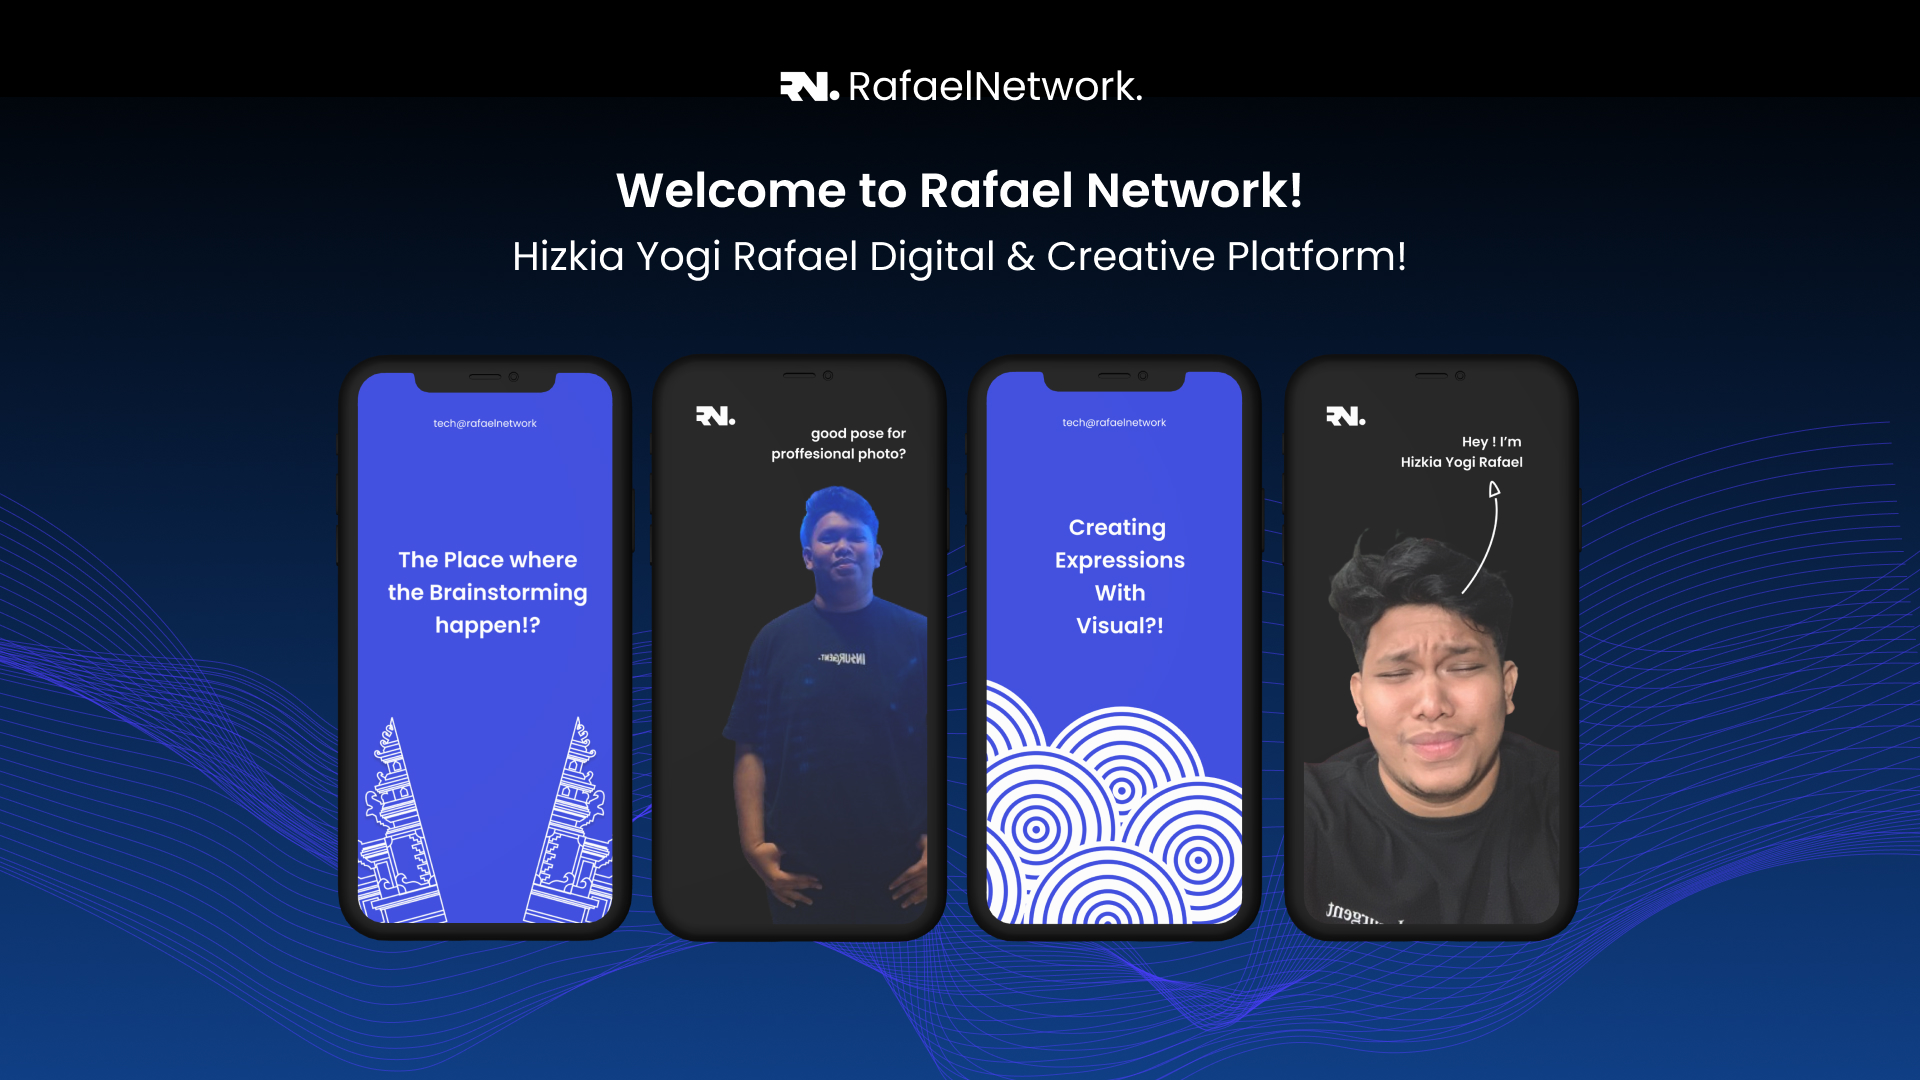 RN. RafaelNetwork.
Welcome to Rafael Network!
Hizkia Yogi Rafael Digital & Creative Platform!
tech@rafaelnetwork
The Place where
the Brainstorming
happen!?
RN.
good pose for
proffesional photo?
INSURGENT.
tech@rafaelnetwork
Creating
Expressions
With
Visual?!
RN.
Hey ! I’m
Hizkia Yogi Rafael